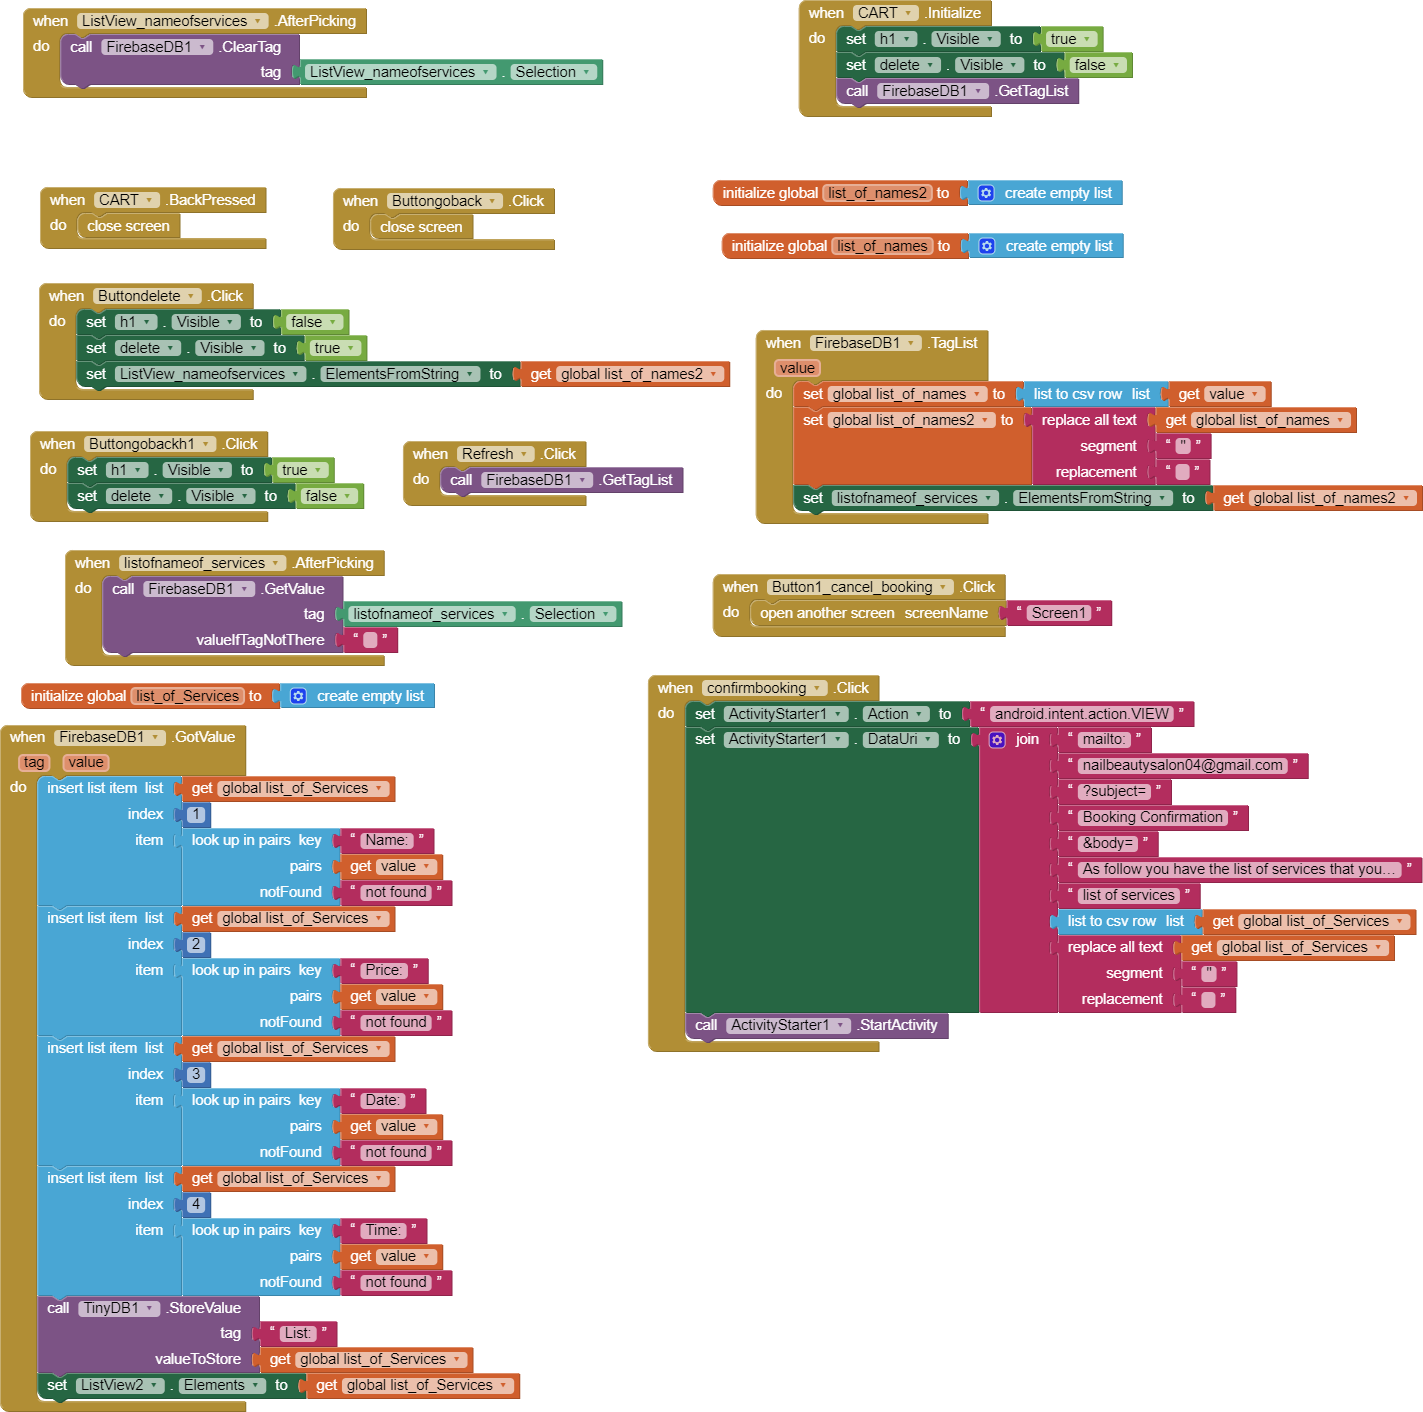 when ListView_nameofservices .AfterPicking
do call FirebaseDB1 .ClearTag
tag ListView_nameofservices . Selection
when CART .Initialize
do set h1 . Visible to true
set delete . Visible to false
call FirebaseDB1 .GetTagList
when CART .BackPressed
do close screen
when Buttongoback .Click
do close screen
initialize global list_of_names2 to create empty list
initialize global list_of_names to create empty list
when Buttondelete .Click
do set h1 . Visible to false
set delete . Visible to true
set ListView_nameofservices . ElementsFromString to get global list_of_names2
when FirebaseDB1 .TagList
value
do set global list_of_names to list to csv row list get value
set global list_of_names2 to replace all text get global list_of_names
segment “ " ”
replacement “ ”
set listofnameof_services . ElementsFromString to get global list_of_names2
when Buttongobackh1 .Click
do set h1 . Visible to true
set delete . Visible to false
when Refresh .Click
do call FirebaseDB1 .GetTagList
when listofnameof_services .AfterPicking
do call FirebaseDB1 .GetValue
tag listofnameof_services . Selection
valueIfTagNotThere “ ”
when Button1_cancel_booking .Click
do open another screen screenName “ Screen1 ”
initialize global list_of_Services to create empty list
when FirebaseDB1 .GotValue
tag value
do insert list item list get global list_of_Services
index 1
item look up in pairs key “ Name: ”
pairs get value
notFound “ not found ”
insert list item list get global list_of_Services
index 2
item look up in pairs key “ Price: ”
pairs get value
notFound “ not found ”
insert list item list get global list_of_Services
index 3
item look up in pairs key “ Date: ”
pairs get value
notFound “ not found ”
insert list item list get global list_of_Services
index 4
item look up in pairs key “ Time: ”
pairs get value
notFound “ not found ”
call TinyDB1 .StoreValue
tag “ List: ”
valueToStore get global list_of_Services
set ListView2 . Elements to get global list_of_Services
when confirmbooking .Click
do set ActivityStarter1 . Action to “ android.intent.action.VIEW ”
set ActivityStarter1 . DataUri to join “ mailto: ”
“ nailbeautysalon04@gmail.com ”
“ ?subject= ”
“ Booking Confirmation ”
“ &body= ”
“ As follow you have the list of services that you... ”
“ list of services ”
list to csv row list get global list_of_Services
replace all text get global list_of_Services
segment “ " ”
replacement “ ”
call ActivityStarter1 .StartActivity